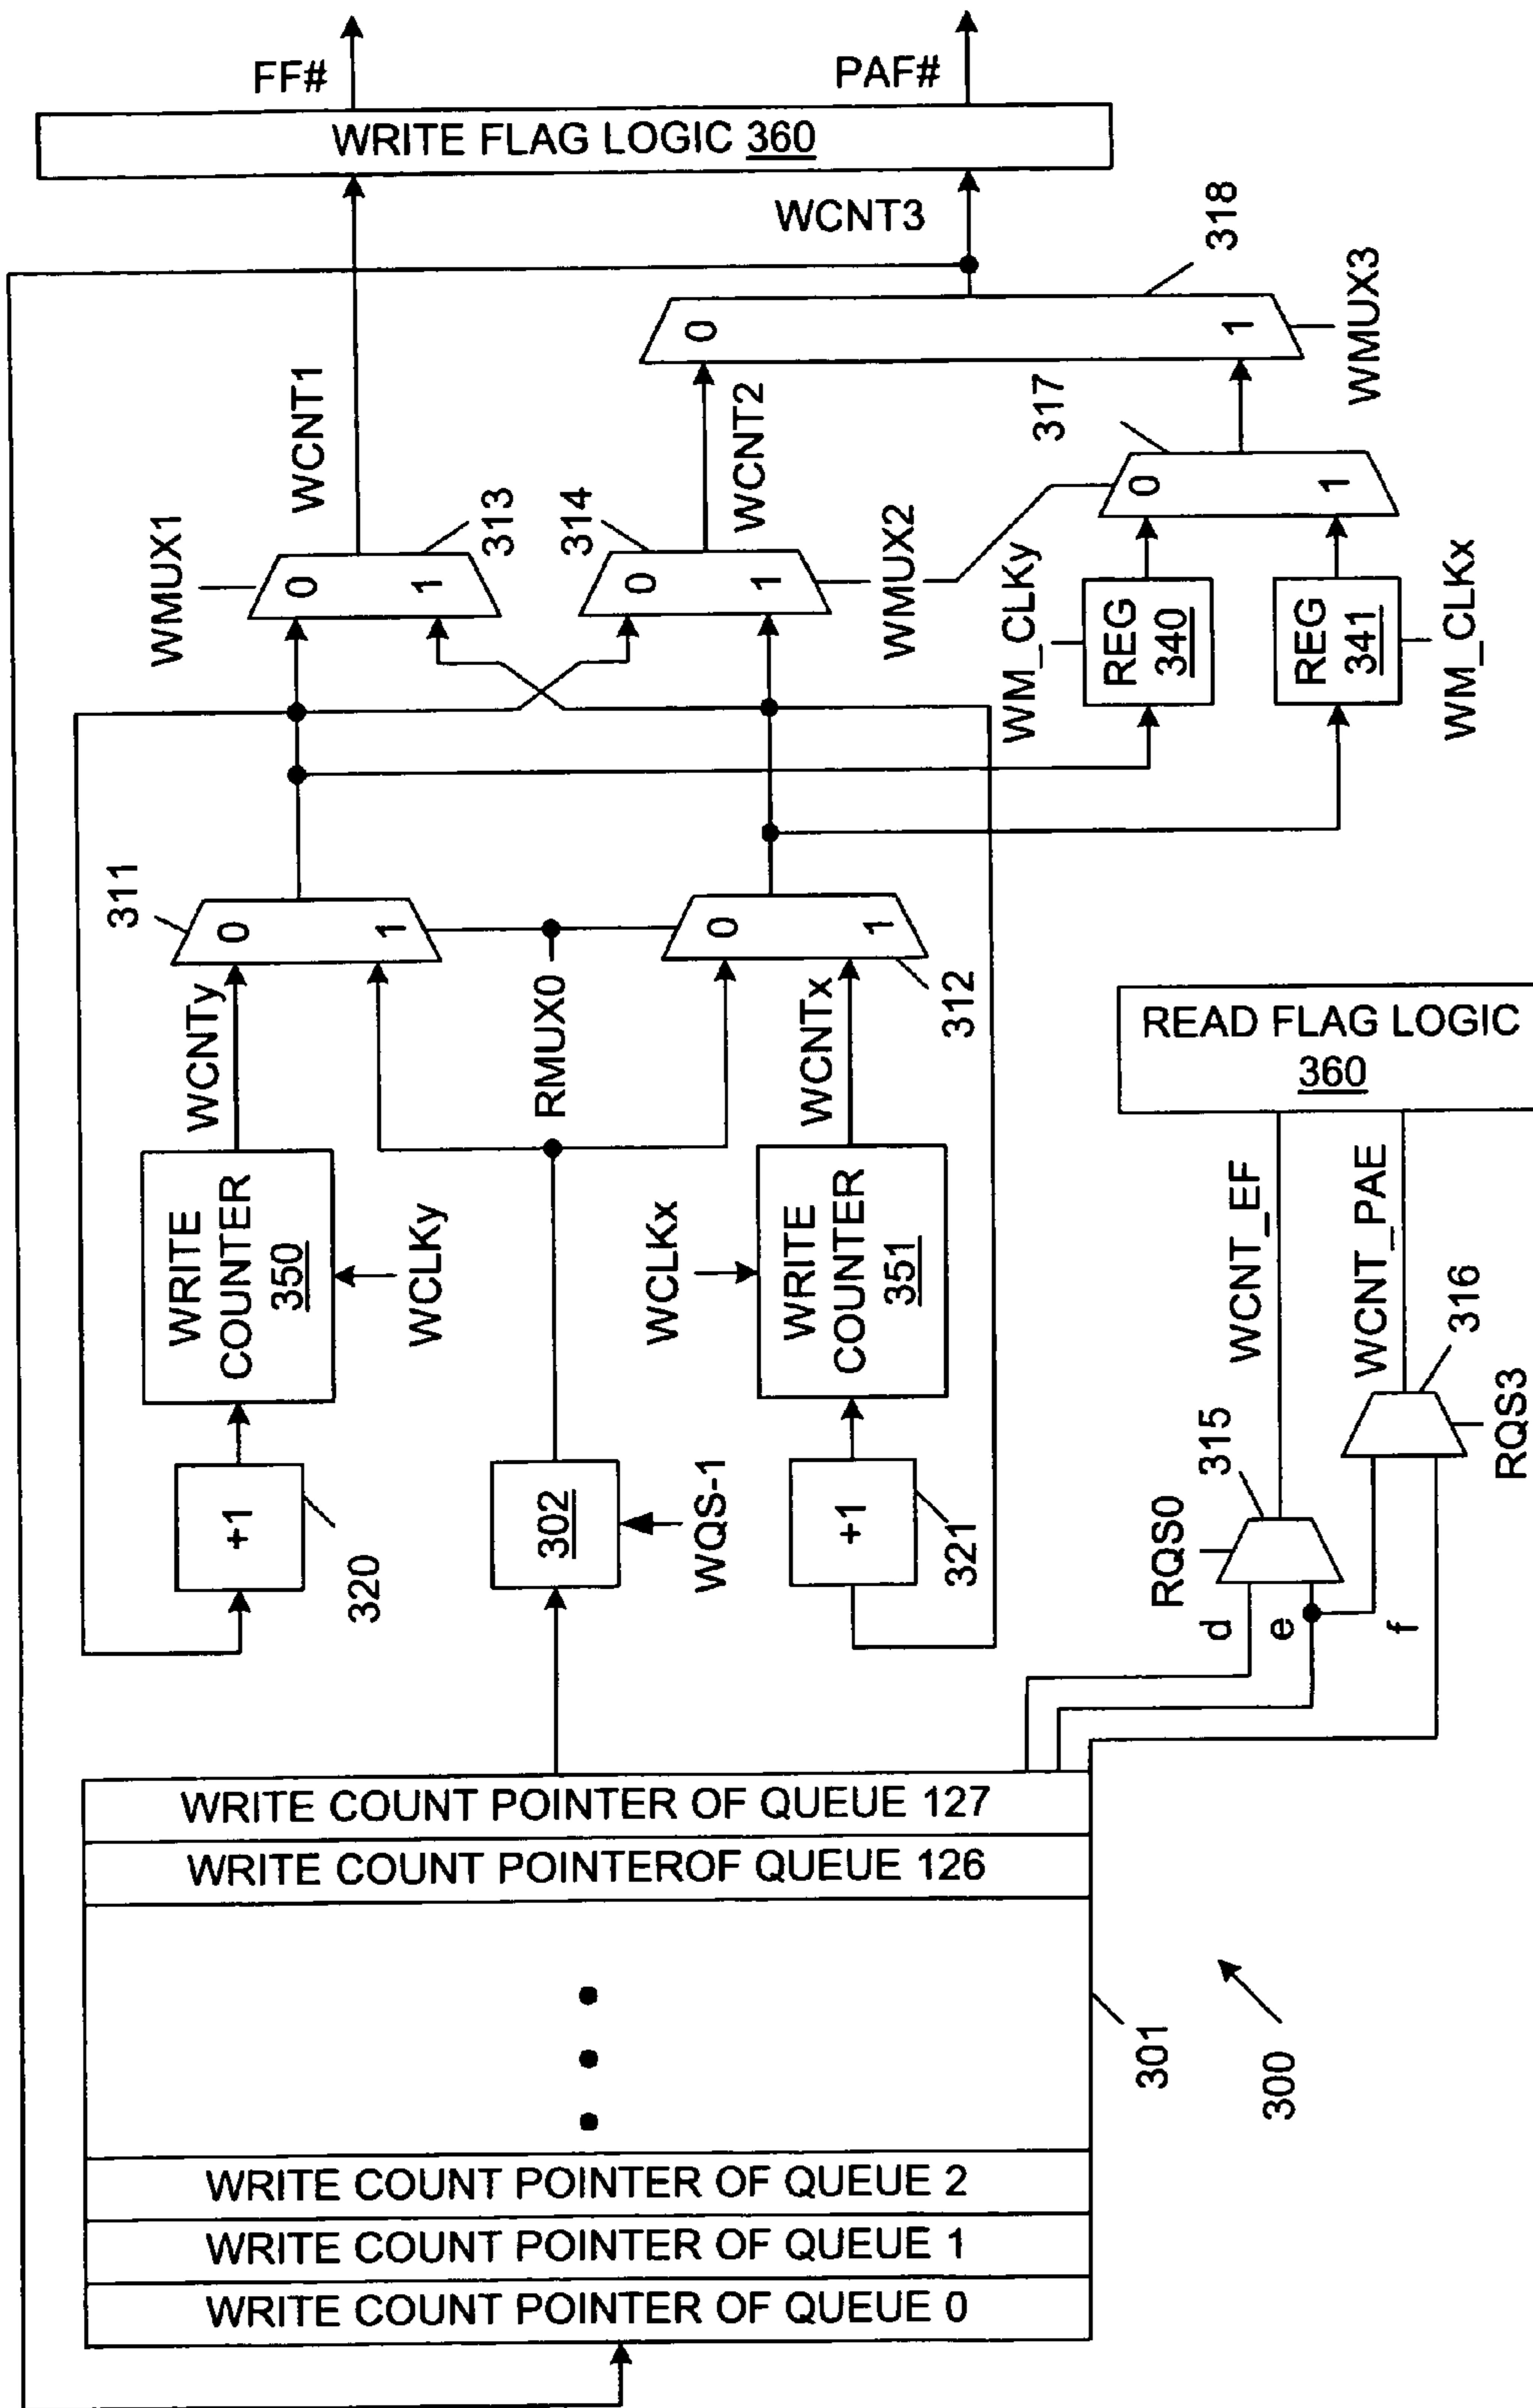 FF#
PAF#
WRITE FLAG LOGIC 360
WCNT3
318
WCNT1
0
1
WMUX3
WCNT2
317
WMUX1
313
314
0
1
0
1
0
1
WMUX2
WM_CLKy
REG
340
REG
341
WM_CLKx
311
0
1
0
1
312
WCNTy
RMUX0
WCNTx
READ FLAG LOGIC
360
WRITE
COUNTER
350
WCLKy
WCLKx
WRITE
COUNTER
351
WCNT_EF
WCNT_PAE
316
315
+1
320
302
WQS-1
+1
321
RQS0
RQS3
d
e
f
WRITE COUNT POINTER OF QUEUE 127
WRITE COUNT POINTEROF QUEUE 126
WRITE COUNT POINTER OF QUEUE 2
WRITE COUNT POINTER OF QUEUE 1
WRITE COUNT POINTER OF QUEUE 0
301
300